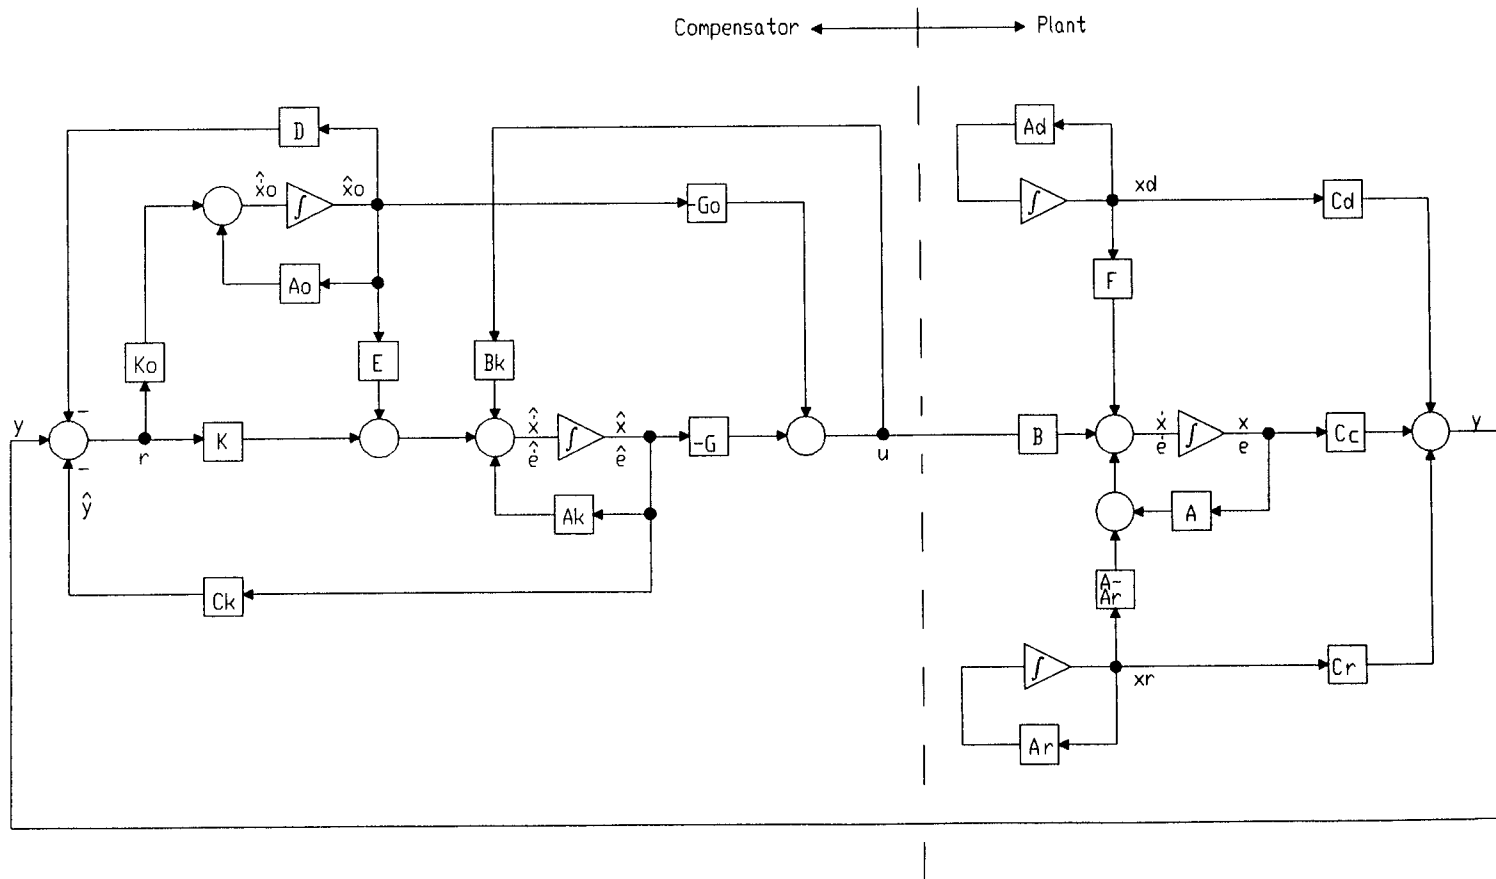 Compensator Plant
D
Ad
x̂̇o ∫ x̂o
-Go
∫ xd
Cd
Ao
F
Ko
E
Bk
y - r K
x̂̇ ê̇ ∫ x̂ ê
-G
u
B
ẋ ė ∫ x e
Cc
y
-
ŷ
Ak
A
Ck
A-
Ar
∫ xr
Cr
Ar